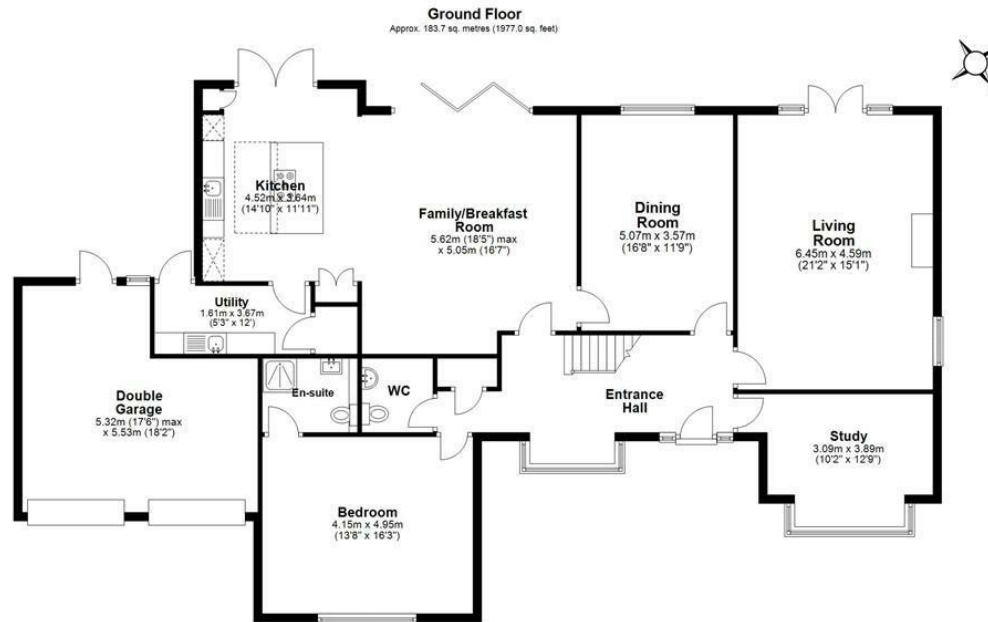 Ground Floor
Approx. 183.7 sq. metres (1977.0 sq. feet)
Kitchen
4.52m x 3.64m
(14'10" x 11'11")
Family/Breakfast
Room
5.62m (18'5") max
x 5.05m (16'7")
Dining
Room
5.07m x 3.57m
(16'8" x 11'9")
Living
Room
6.45m x 4.59m
(21'2" x 15'1")
Utility
1.61m x 3.67m
(5'3" x 12')
Double
Garage
5.32m (17'6") max
x 5.53m (18'2")
En-suite
WC
Entrance
Hall
Study
3.09m x 3.89m
(10'2" x 12'9")
Bedroom
4.15m x 4.95m
(13'8" x 16'3")